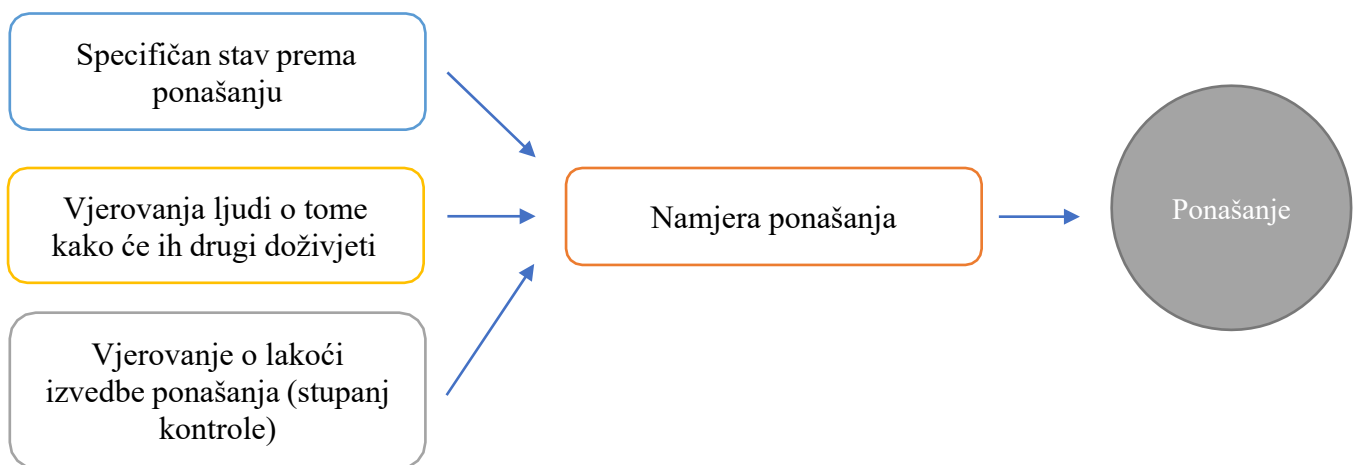 Specifičan stav prema
ponašanju
Vjerovanja ljudi o tome
kako će ih drugi doživjeti
Vjerovanje o lakoći
izvedbe ponašanja (stupanj
kontrole)
Namjera ponašanja
Ponašanje